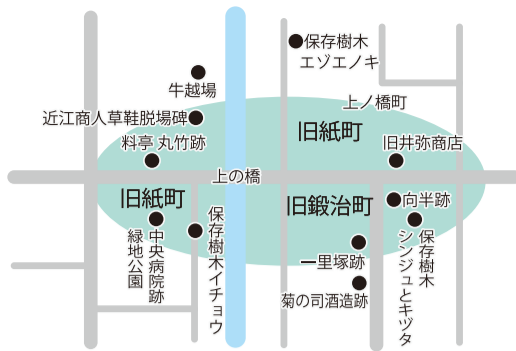 保存樹木
エゾエノキ
牛越場
上ノ橋町
近江商人草鞋脱場碑
旧紙町
料亭 丸竹跡
旧井弥商店
上の橋
旧紙町
旧鍛治町
向半跡
保存樹木
シンジュとキヅタ
一里塚跡
菊の司酒造跡
保存樹木イチョウ
中央病院跡
緑地公園